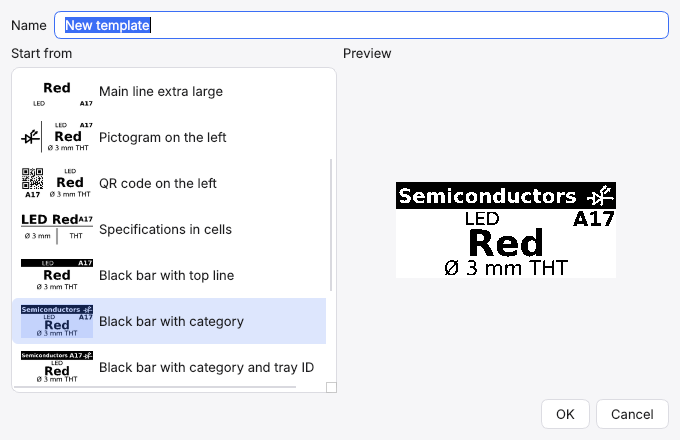 Name New template
Start from Preview
Red
LED A17
Main line extra large
LED A17
Red
Ø 3 mm THT
Pictogram on the left
LED
Red
A17 Ø 3 mm THT
QR code on the left
LED Red A17
Ø 3 mm THT
Specifications in cells
LED A17
Red
Ø 3 mm THT
Black bar with top line
Semiconductors
LED A17
Red
Ø 3 mm THT
Black bar with category
Semiconductors A17
LED
Red
Ø 3 mm THT
Black bar with category and tray ID
Semiconductors
LED A17
Red
Ø 3 mm THT
OK Cancel